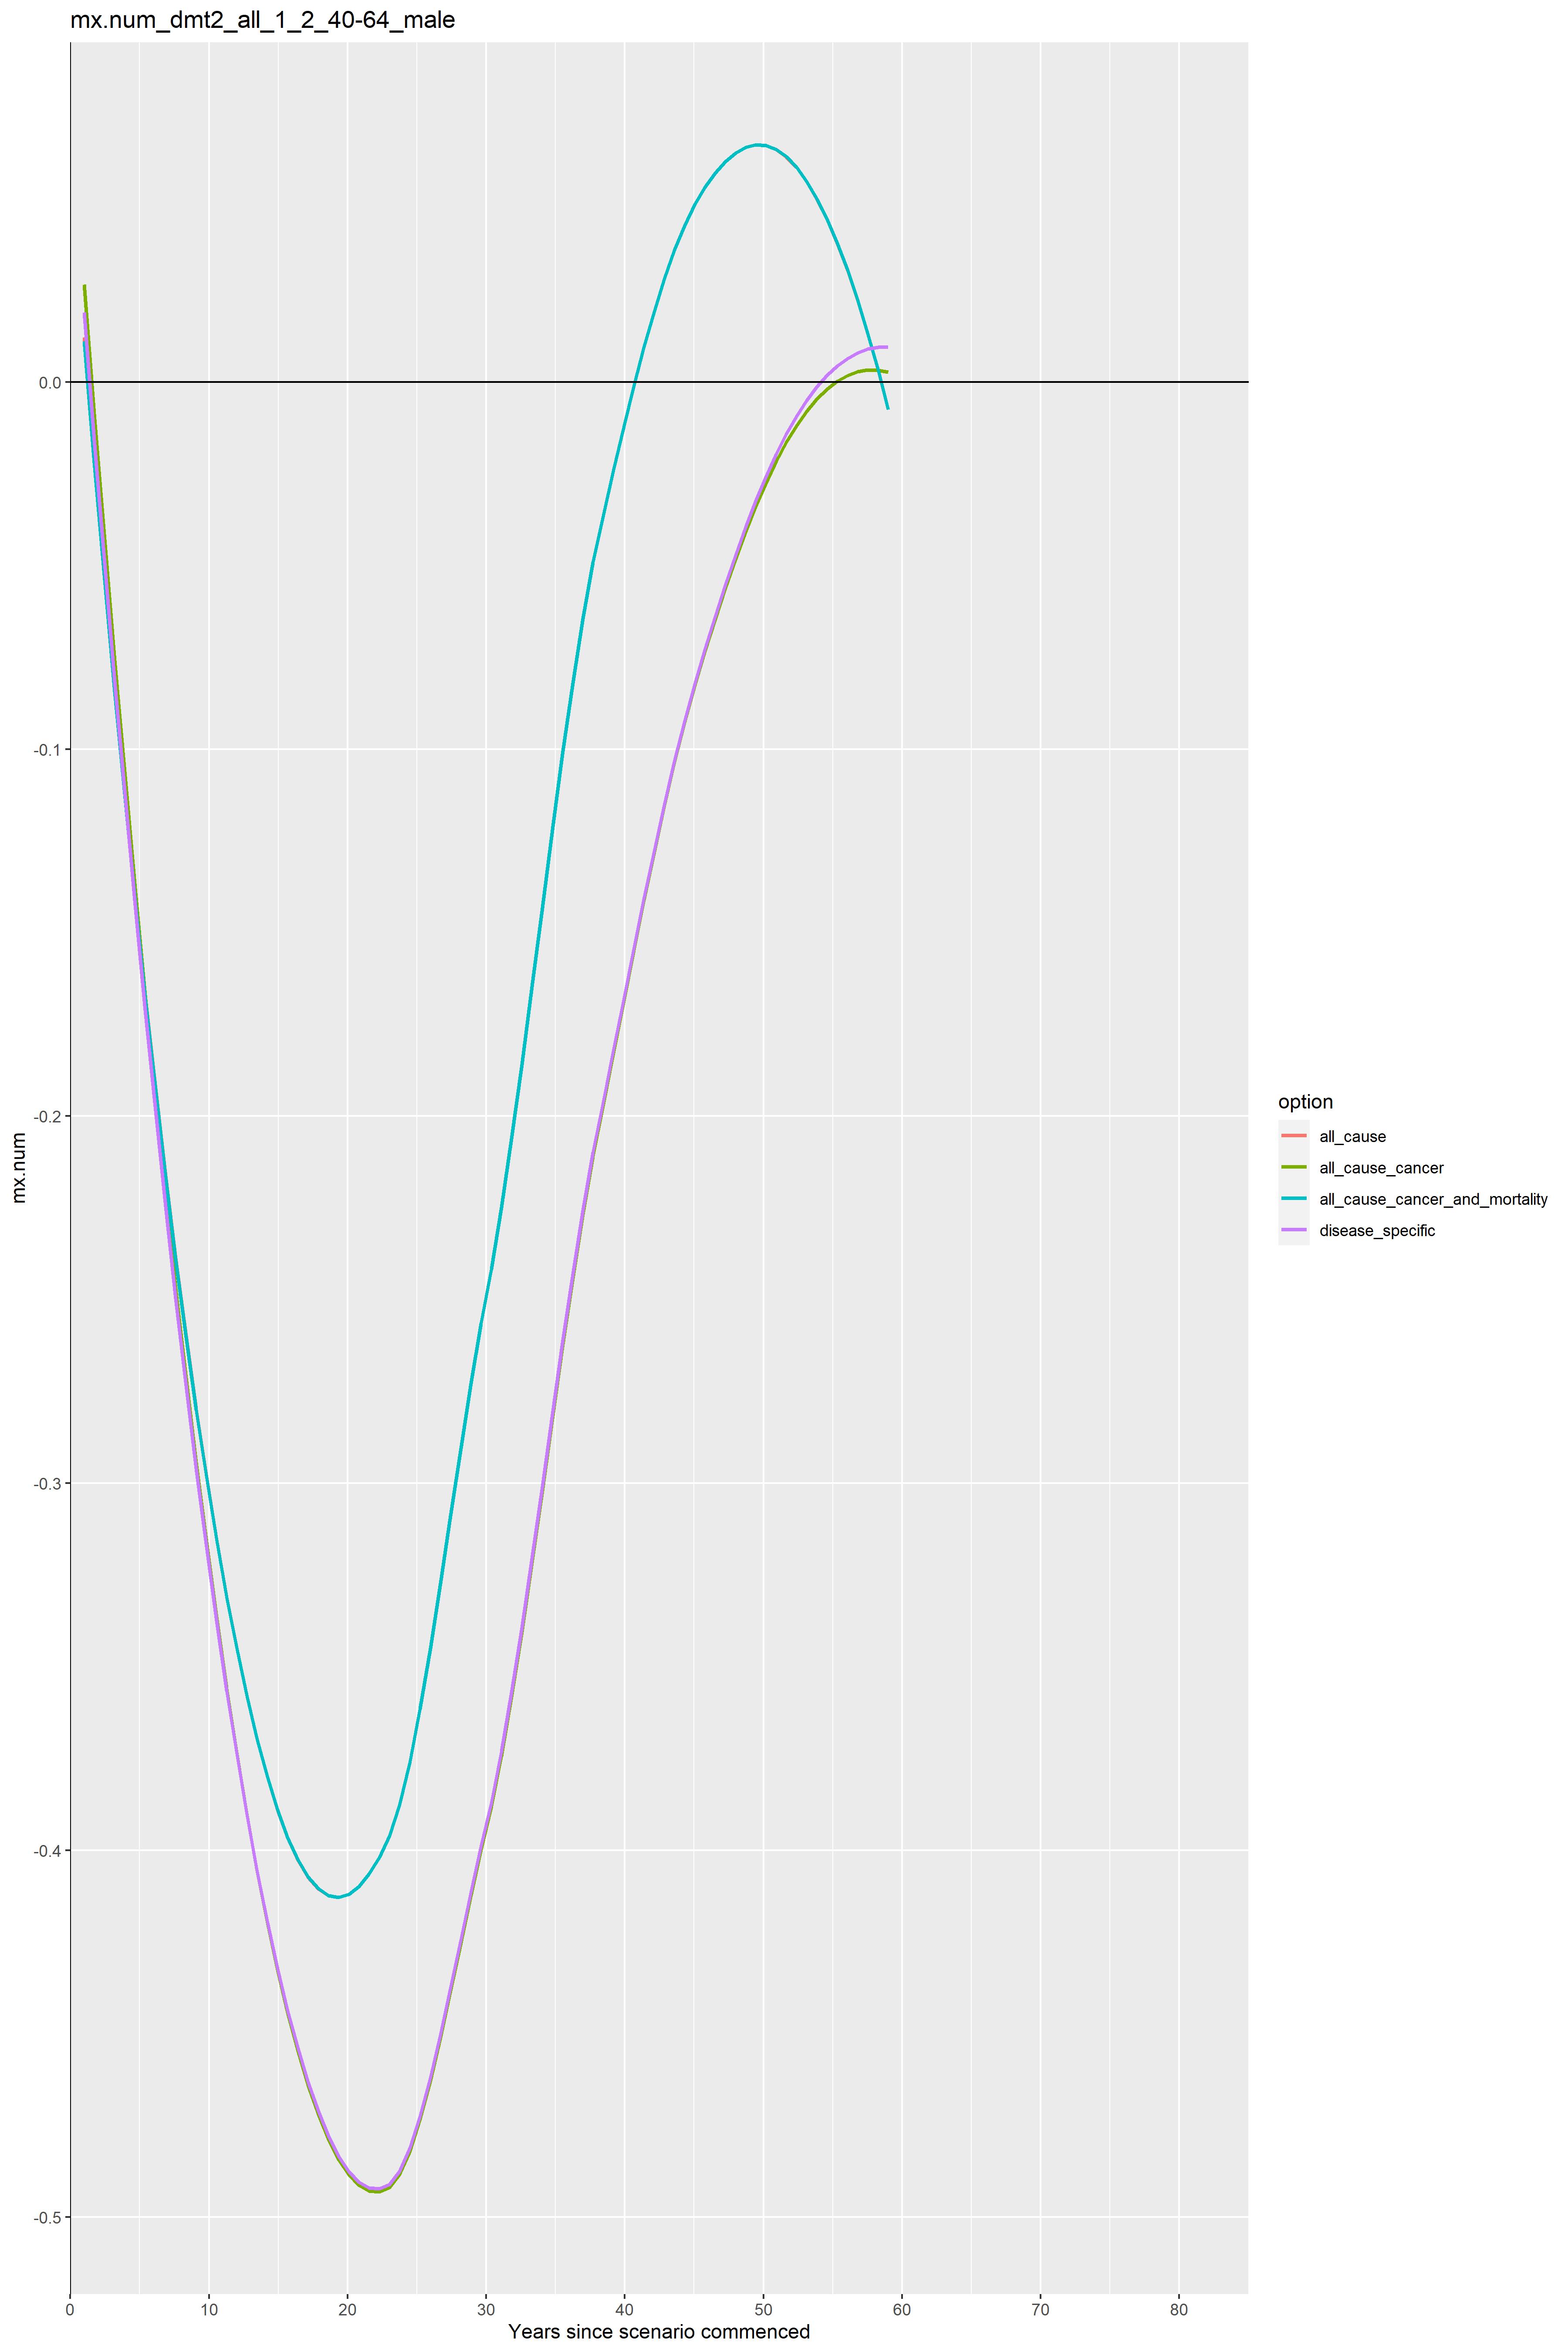 mx.num_dmt2_all_1_2_40-64_male
0.0
-0.1
-0.2
-0.3
-0.4
-0.5
mx.num
0 10 20 30 40 50 60 70 80
Years since scenario commenced
option
all_cause
all_cause_cancer
all_cause_cancer_and_mortality
disease_specific